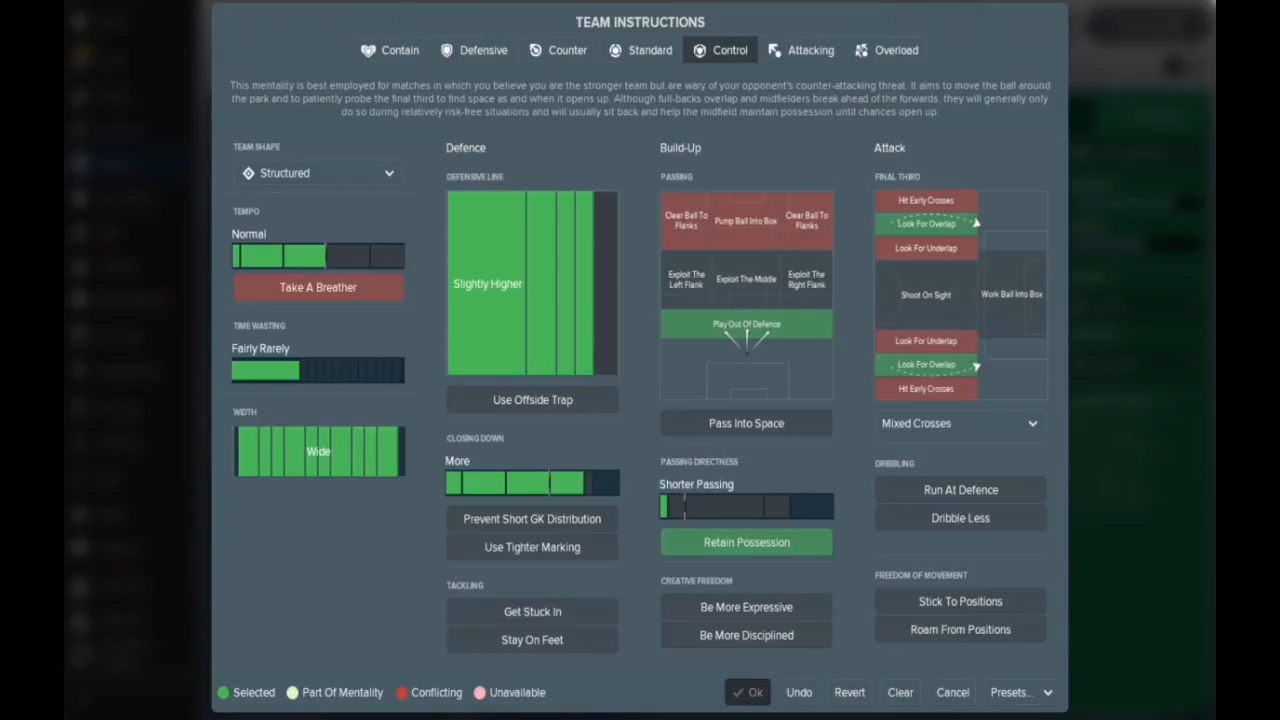 TEAM INSTRUCTIONS
Contain
Defensive
Counter
Standard
Control
Attacking
Overload
This mentality is best employed for matches in which you believe you are the stronger team but are wary of your opponent's counter-attacking threat. It aims to move the ball around
the park and to patiently probe the final third to find space as and when it opens up. Although full-backs overlap and midfielders break ahead of the forwards, they will generally only
do so during relatively risk-free situations and will usually sit back and help the midfield maintain possession until chances open up.
TEAM SHAPE
Structured
TEMPO
Normal
Take A Breather
TIME WASTING
Fairly Rarely
WIDTH
Wide
Defence
DEFENSIVE LINE
Slightly Higher
Use Offside Trap
CLOSING DOWN
More
Prevent Short GK Distribution
Use Tighter Marking
TACKLING
Get Stuck In
Stay On Feet
Build-Up
PASSING
Clear Ball To
Flanks
Pump Ball Into Box
Clear Ball To
Flanks
Exploit The
Left Flank
Exploit The Middle
Exploit The
Right Flank
Play Out Of Defence
Pass Into Space
PASSING DIRECTNESS
Shorter Passing
Retain Possession
CREATIVE FREEDOM
Be More Expressive
Be More Disciplined
Attack
FINAL THIRD
Hit Early Crosses
Look For Overlap
Look For Underlap
Shoot On Sight
Work Ball Into Box
Look For Underlap
Look For Overlap
Hit Early Crosses
Mixed Crosses
DRIBBLING
Run At Defence
Dribble Less
FREEDOM OF MOVEMENT
Stick To Positions
Roam From Positions
Selected
Part Of Mentality
Conflicting
Unavailable
Ok
Undo
Revert
Clear
Cancel
Presets...